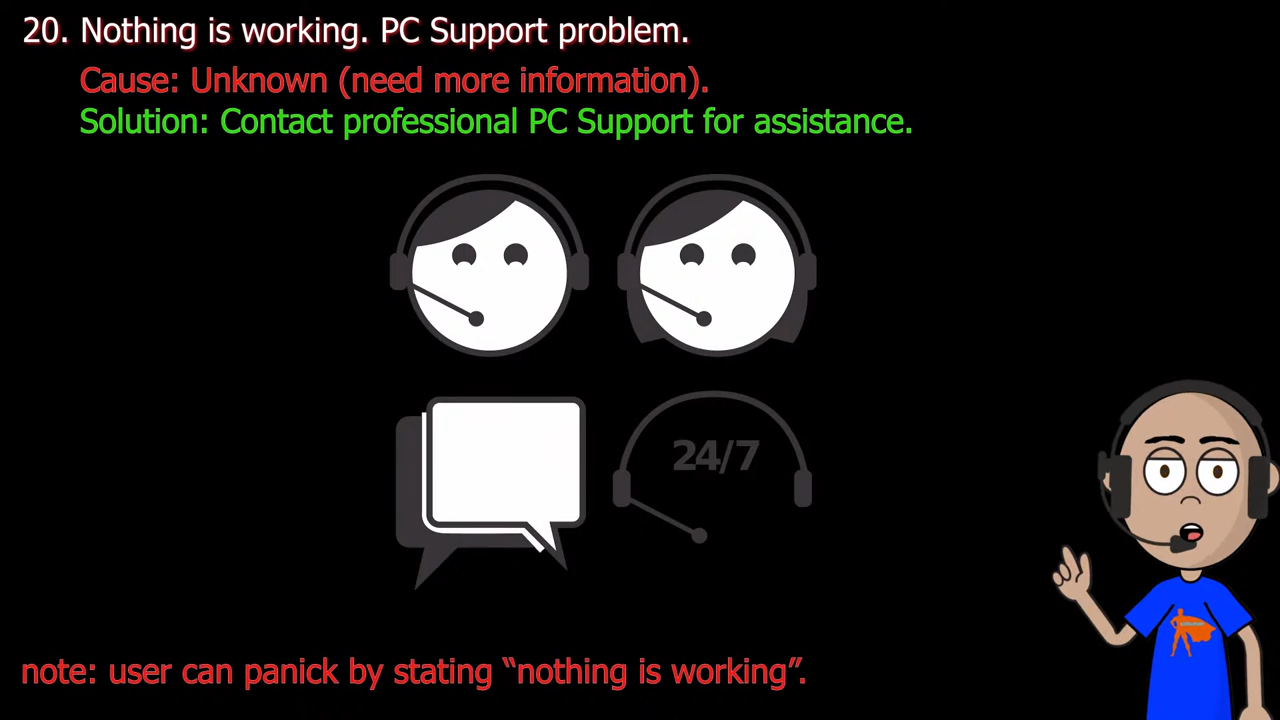 20. Nothing is working. PC Support problem.
Cause: Unknown (need more information).
Solution: Contact professional PC Support for assistance.
24/7
note: user can panick by stating “nothing is working”.